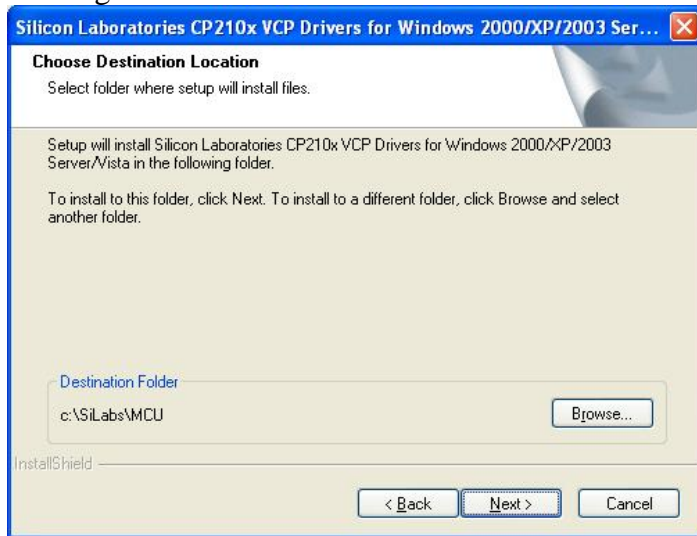 Silicon Laboratories CP210x VCP Drivers for Windows 2000/XP/2003 Ser...
Choose Destination Location
Select folder where setup will install files.
Setup will install Silicon Laboratories CP210x VCP Drivers for Windows 2000/XP/2003
Server/Vista in the following folder.
To install to this folder, click Next. To install to a different folder, click Browse and select
another folder.
Destination Folder
c:\SiLabs\MCU
Browse...
InstallShield
< Back
Next >
Cancel